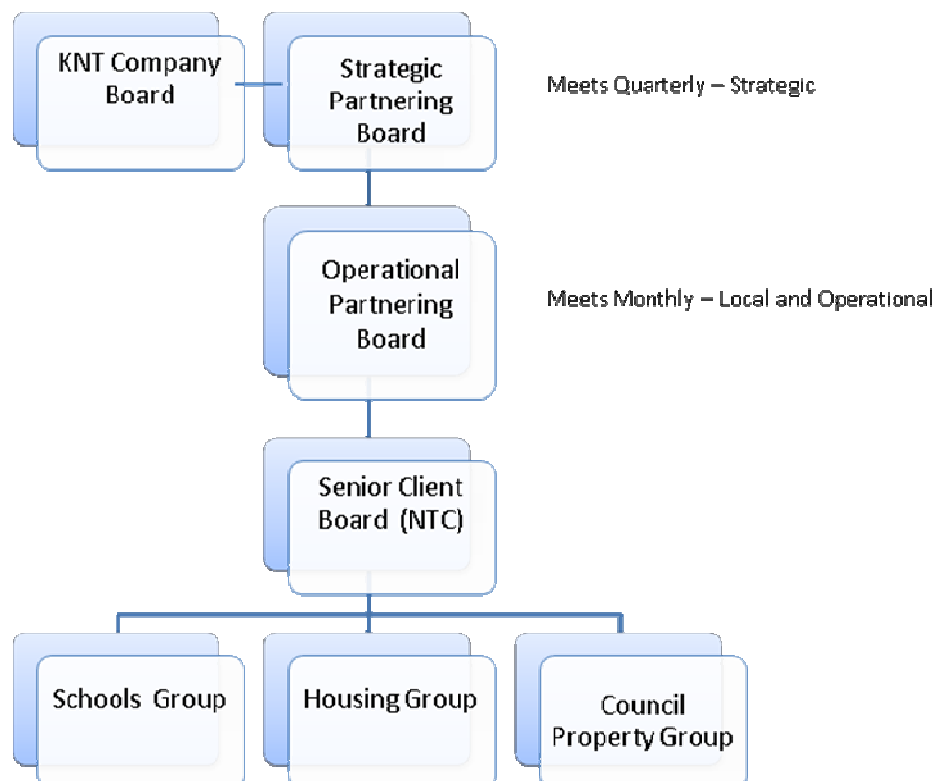 KNT Company
Board
Strategic
Partnering
Board
Meets Quarterly – Strategic
Operational
Partnering
Board
Meets Monthly – Local and Operational
Senior Client
Board (NTC)
Schools Group
Housing Group
Council
Property Group